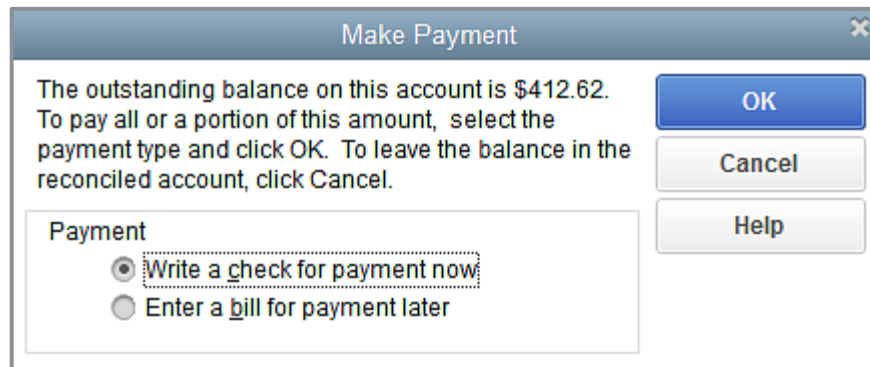 Make Payment
The outstanding balance on this account is $412.62.
To pay all or a portion of this amount, select the
payment type and click OK. To leave the balance in the
reconciled account, click Cancel.
OK
Cancel
Help
Payment
Write a check for payment now
Enter a bill for payment later